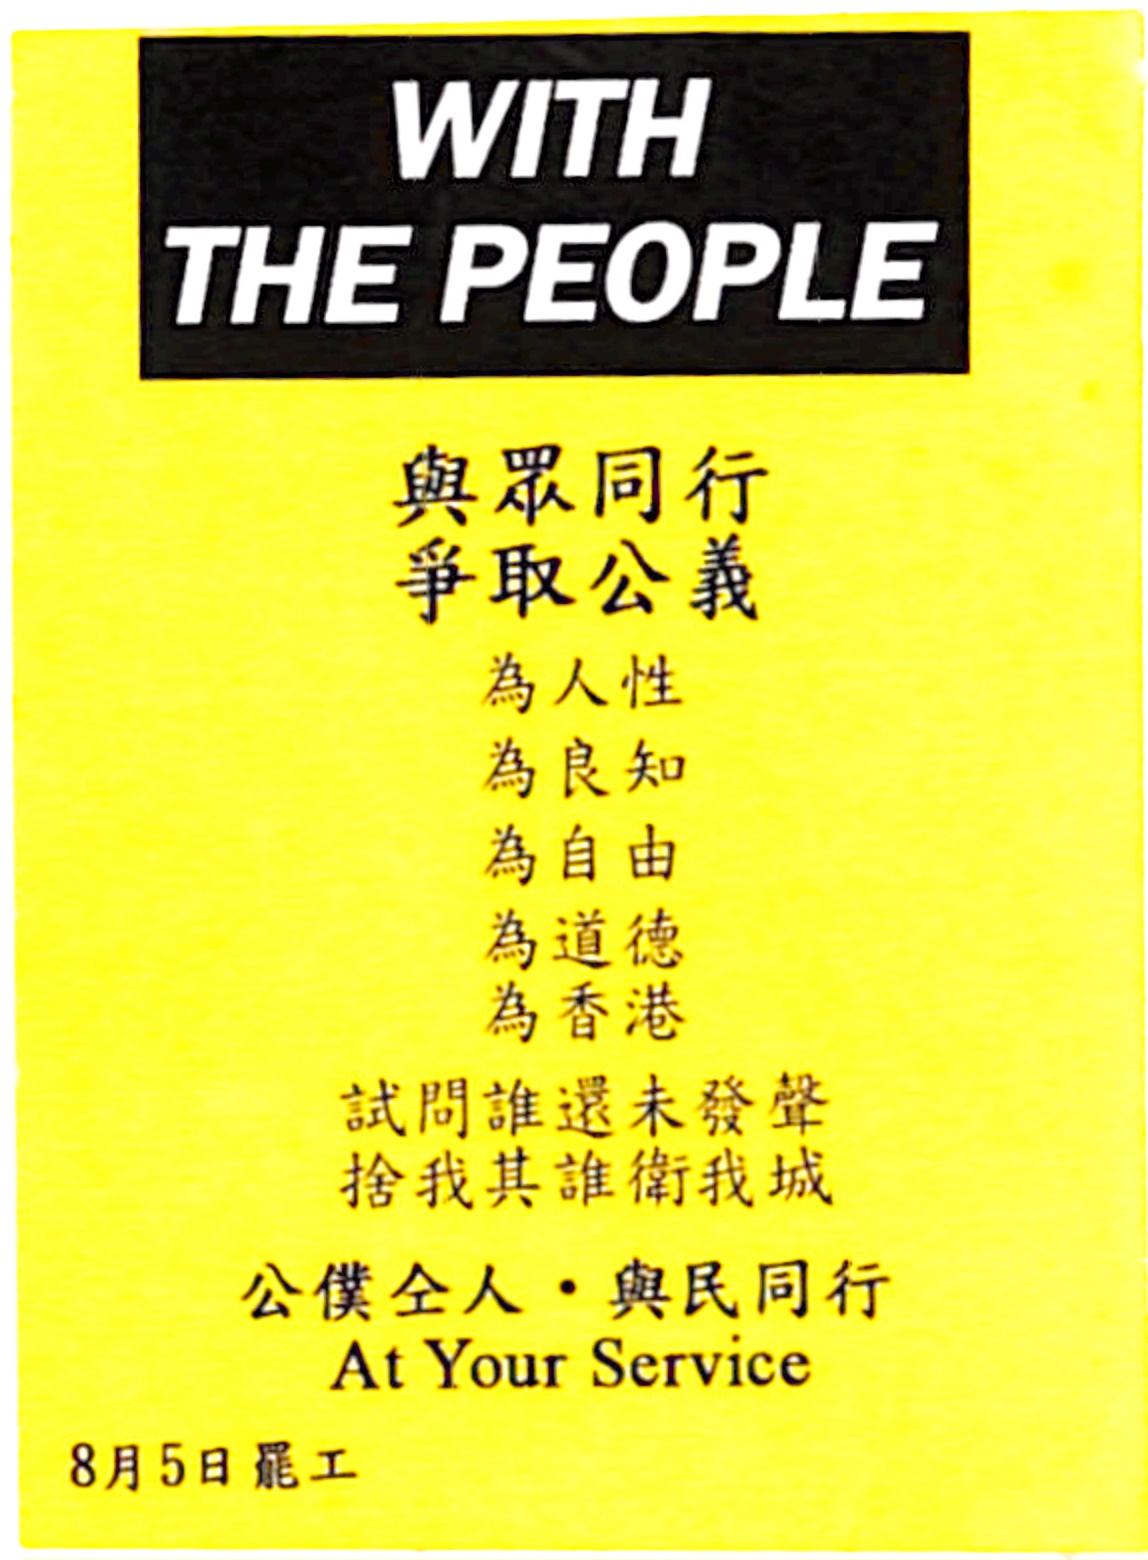 WITH
THE PEOPLE
與眾同行
爭取公義
為人性
為良知
為自由
為道德
為香港
試問誰還未發聲
捨我其誰衛我城
公僕仝人•與民同行
At Your Service
8月5日罷工